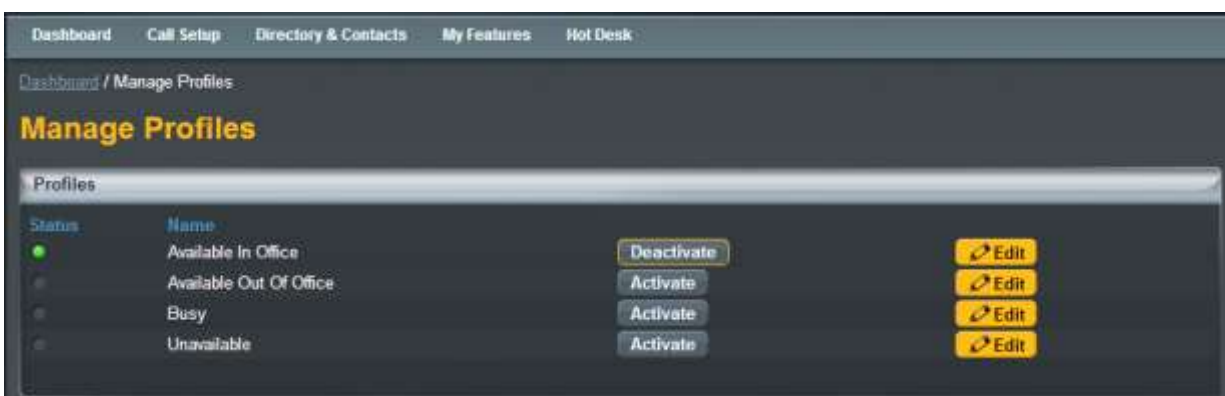 Dashboard Call Setup Directory & Contacts My Features Hot Desk
Dashboard / Manage Profiles
Manage Profiles
Profiles
Status Name
Available In Office Deactivate Edit
Available Out Of Office Activate Edit
Busy Activate Edit
Unavailable Activate Edit